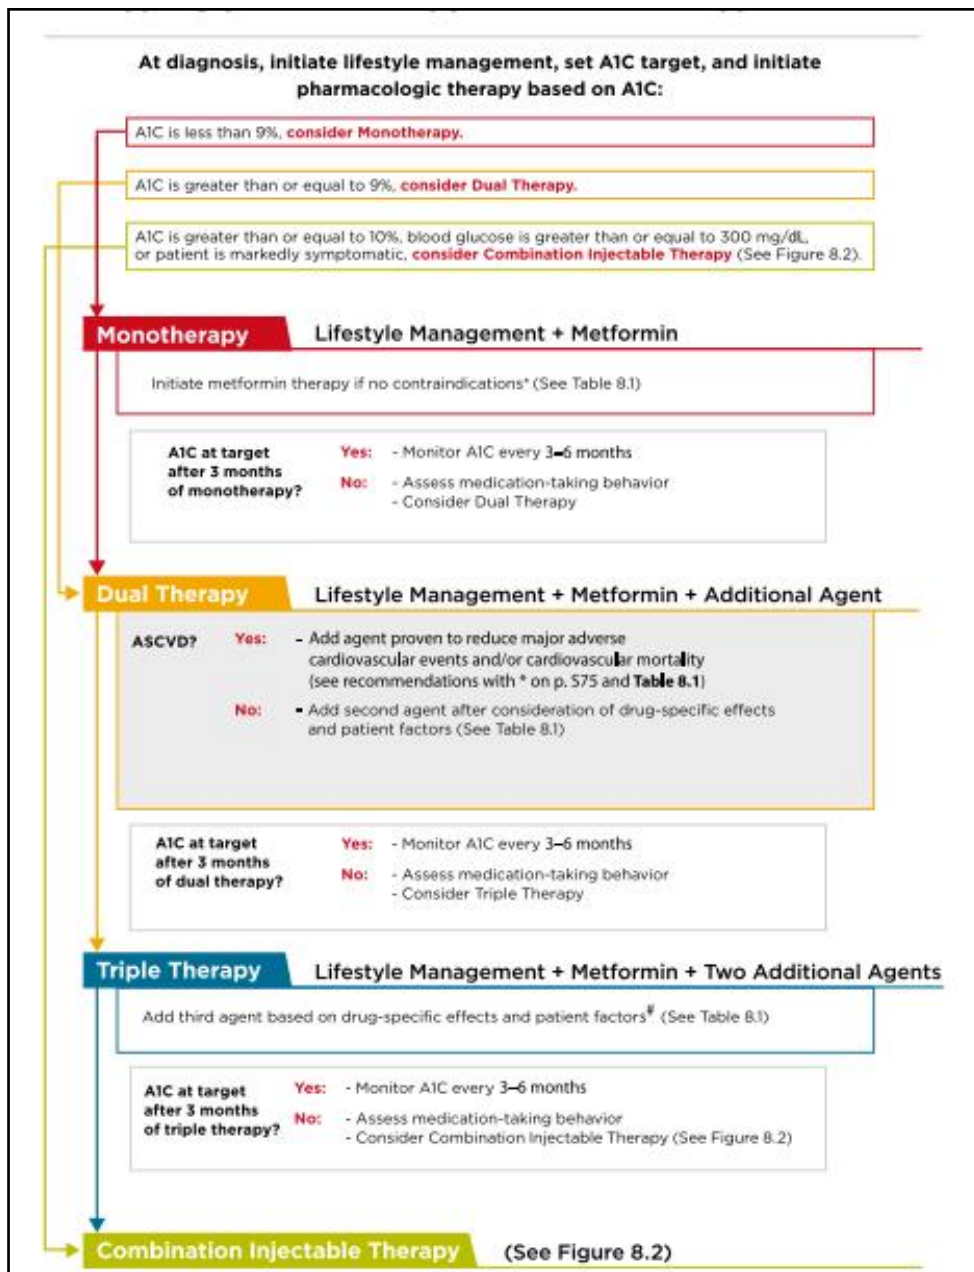 At diagnosis, initiate lifestyle management, set A1C target, and initiate
pharmacologic therapy based on A1C:
A1C is less than 9%, consider Monotherapy.
A1C is greater than or equal to 9%, consider Dual Therapy.
A1C is greater than or equal to 10%, blood glucose is greater than or equal to 300 mg/dL,
or patient is markedly symptomatic, consider Combination Injectable Therapy (See Figure 8.2).
Monotherapy Lifestyle Management + Metformin
Initiate metformin therapy if no contraindications* (See Table 8.1)
A1C at target
after 3 months
of monotherapy?
Yes: - Monitor A1C every 3–6 months
No: - Assess medication-taking behavior
- Consider Dual Therapy
Dual Therapy Lifestyle Management + Metformin + Additional Agent
ASCVD? Yes: - Add agent proven to reduce major adverse
cardiovascular events and/or cardiovascular mortality
(see recommendations with * on p. S75 and Table 8.1)
No: - Add second agent after consideration of drug-specific effects
and patient factors (See Table 8.1)
A1C at target
after 3 months
of dual therapy?
Yes: - Monitor A1C every 3–6 months
No: - Assess medication-taking behavior
- Consider Triple Therapy
Triple Therapy Lifestyle Management + Metformin + Two Additional Agents
Add third agent based on drug-specific effects and patient factors# (See Table 8.1)
A1C at target
after 3 months
of triple therapy?
Yes: - Monitor A1C every 3–6 months
No: - Assess medication-taking behavior
- Consider Combination Injectable Therapy (See Figure 8.2)
Combination Injectable Therapy (See Figure 8.2)